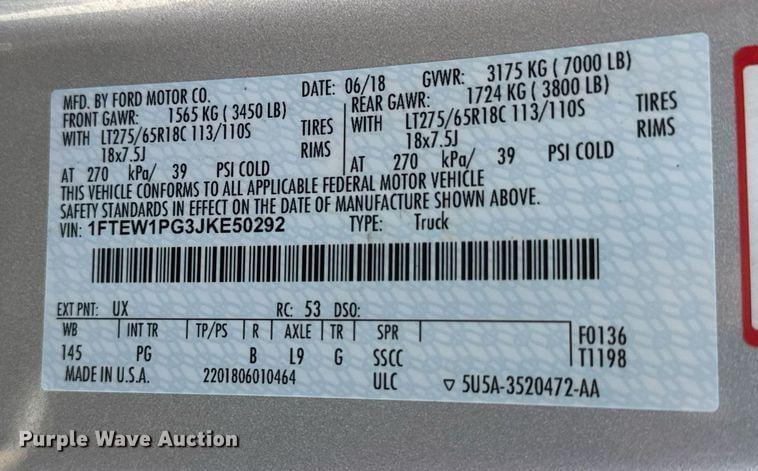 MFD. BY FORD MOTOR CO. DATE: 06/18 GVWR: 3175 KG ( 7000 LB)
FRONT GAWR: 1565 KG ( 3450 LB) REAR GAWR: 1724 KG ( 3800 LB)
WITH LT275/65R18C 113/110S TIRES WITH LT275/65R18C 113/110S TIRES
18x7.5J RIMS 18x7.5J RIMS
AT 270 kPa/ 39 PSI COLD AT 270 kPa/ 39 PSI COLD
THIS VEHICLE CONFORMS TO ALL APPLICABLE FEDERAL MOTOR VEHICLE
SAFETY STANDARDS IN EFFECT ON THE DATE OF MANUFACTURE SHOWN ABOVE.
VIN: 1FTEW1PG3JKE50292 TYPE: Truck
EXT PNT: UX RC: 53 DSO:
WB | INT TR | TP/PS | R | AXLE | TR | SPR | F0136
145 PG B L9 G SSCC T1198
MADE IN U.S.A. 2201806010464 ULC ▽ 5U5A-3520472-AA
Purple Wave Auction